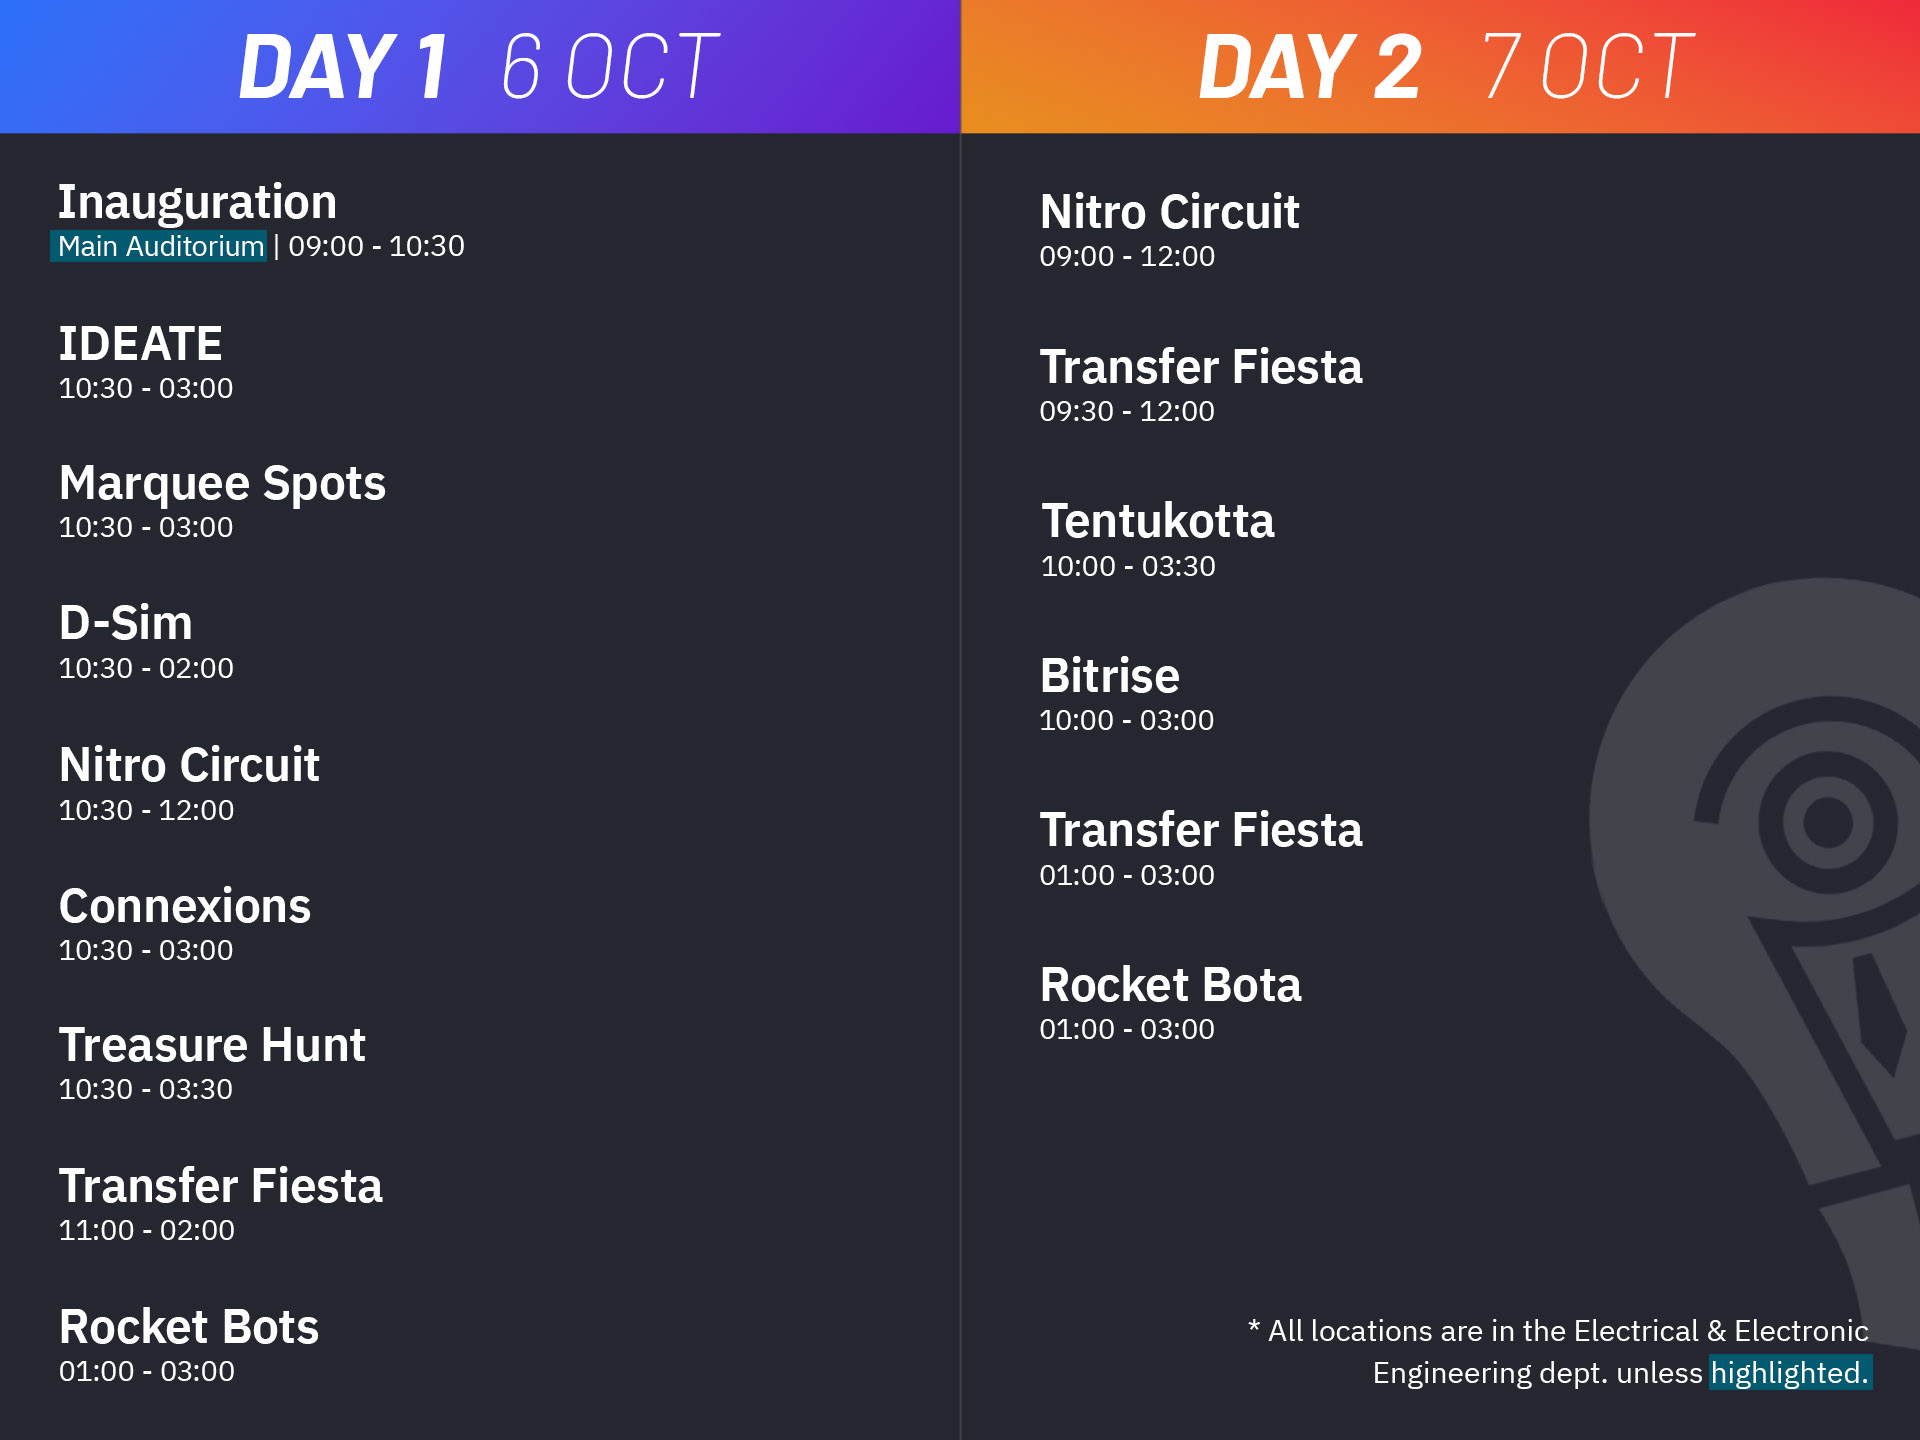 DAY 1 6 OCT
Inauguration
Main Auditorium | 09:00 - 10:30
IDEATE
10:30 - 03:00
Marquee Spots
10:30 - 03:00
D-Sim
10:30 - 02:00
Nitro Circuit
10:30 - 12:00
Connexions
10:30 - 03:00
Treasure Hunt
10:30 - 03:30
Transfer Fiesta
11:00 - 02:00
Rocket Bots
01:00 - 03:00
DAY 2 7 OCT
Nitro Circuit
09:00 - 12:00
Transfer Fiesta
09:30 - 12:00
Tentukotta
10:00 - 03:30
Bitrise
10:00 - 03:00
Transfer Fiesta
01:00 - 03:00
Rocket Bota
01:00 - 03:00
* All locations are in the Electrical & Electronic
Engineering dept. unless highlighted.